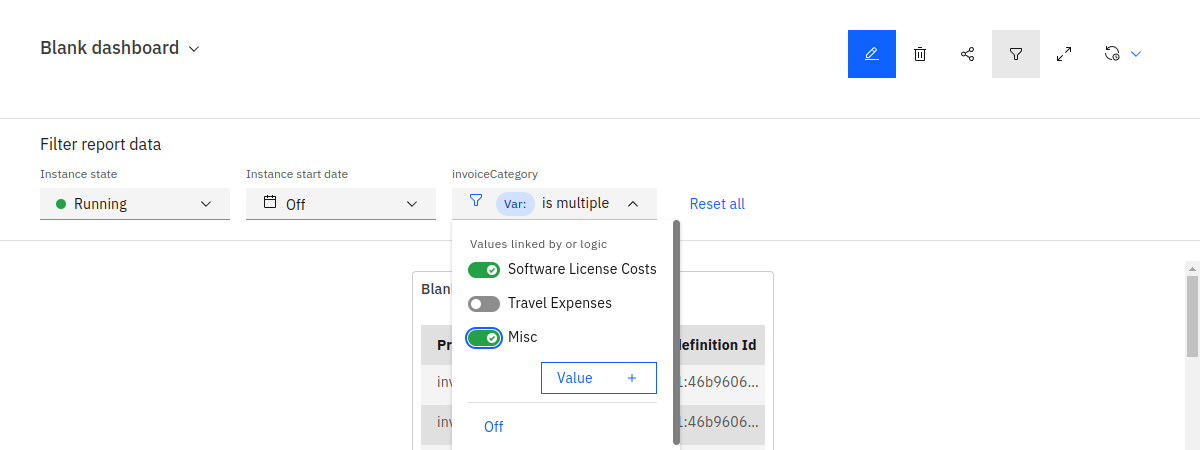 Blank dashboard
Filter report data
Instance state
Instance start date
invoiceCategory
Running
Off
Var:
is multiple
Reset all
Values linked by or logic
Software License Costs
Travel Expenses
Misc
Value +
Off
Blan
Pr
definition Id
inv
1:46b9606...
inv
1:46b9606...